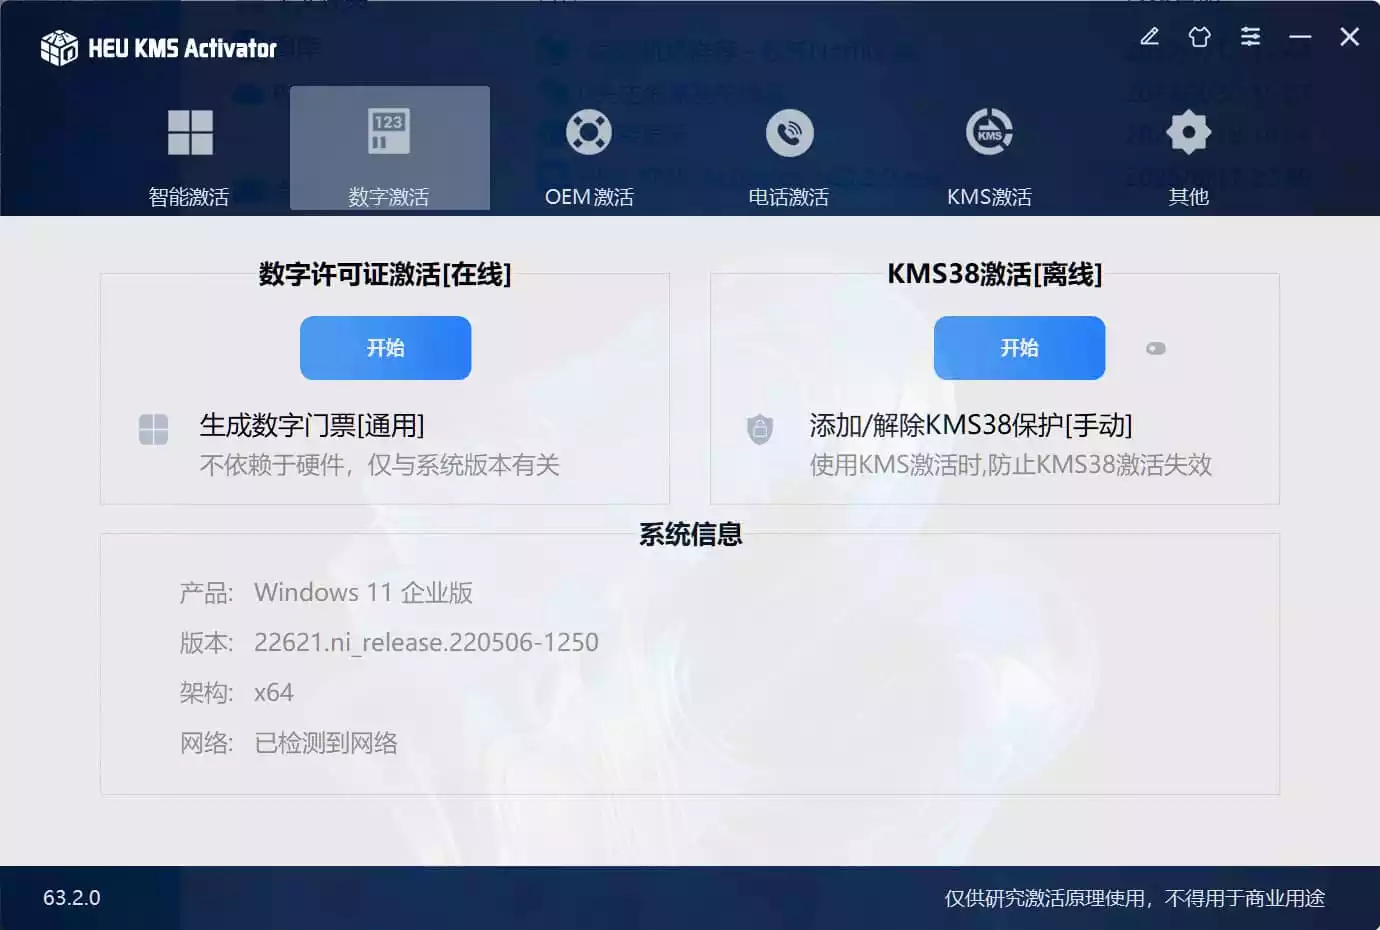 HEU KMS Activator
智能激活
数字激活
OEM 激活
电话激活
KMS激活
其他
数字许可证激活[在线]
开始
生成数字门票[通用]
不依赖于硬件，仅与系统版本有关
KMS38激活[离线]
开始
添加/解除KMS38保护[手动]
使用KMS激活时,防止KMS38激活失效
系统信息
产品: Windows 11 企业版
版本: 22621.ni_release.220506-1250
架构: x64
网络: 已检测到网络
63.2.0
仅供研究激活原理使用，不得用于商业用途